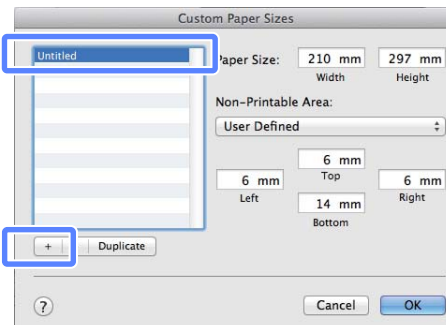 Custom Paper Sizes
Untitled
Paper Size: 210 mm 297 mm
Width Height
Non-Printable Area:
User Defined
6 mm
Top
6 mm 6 mm
Left Right
14 mm
Bottom
+ Duplicate
? Cancel OK